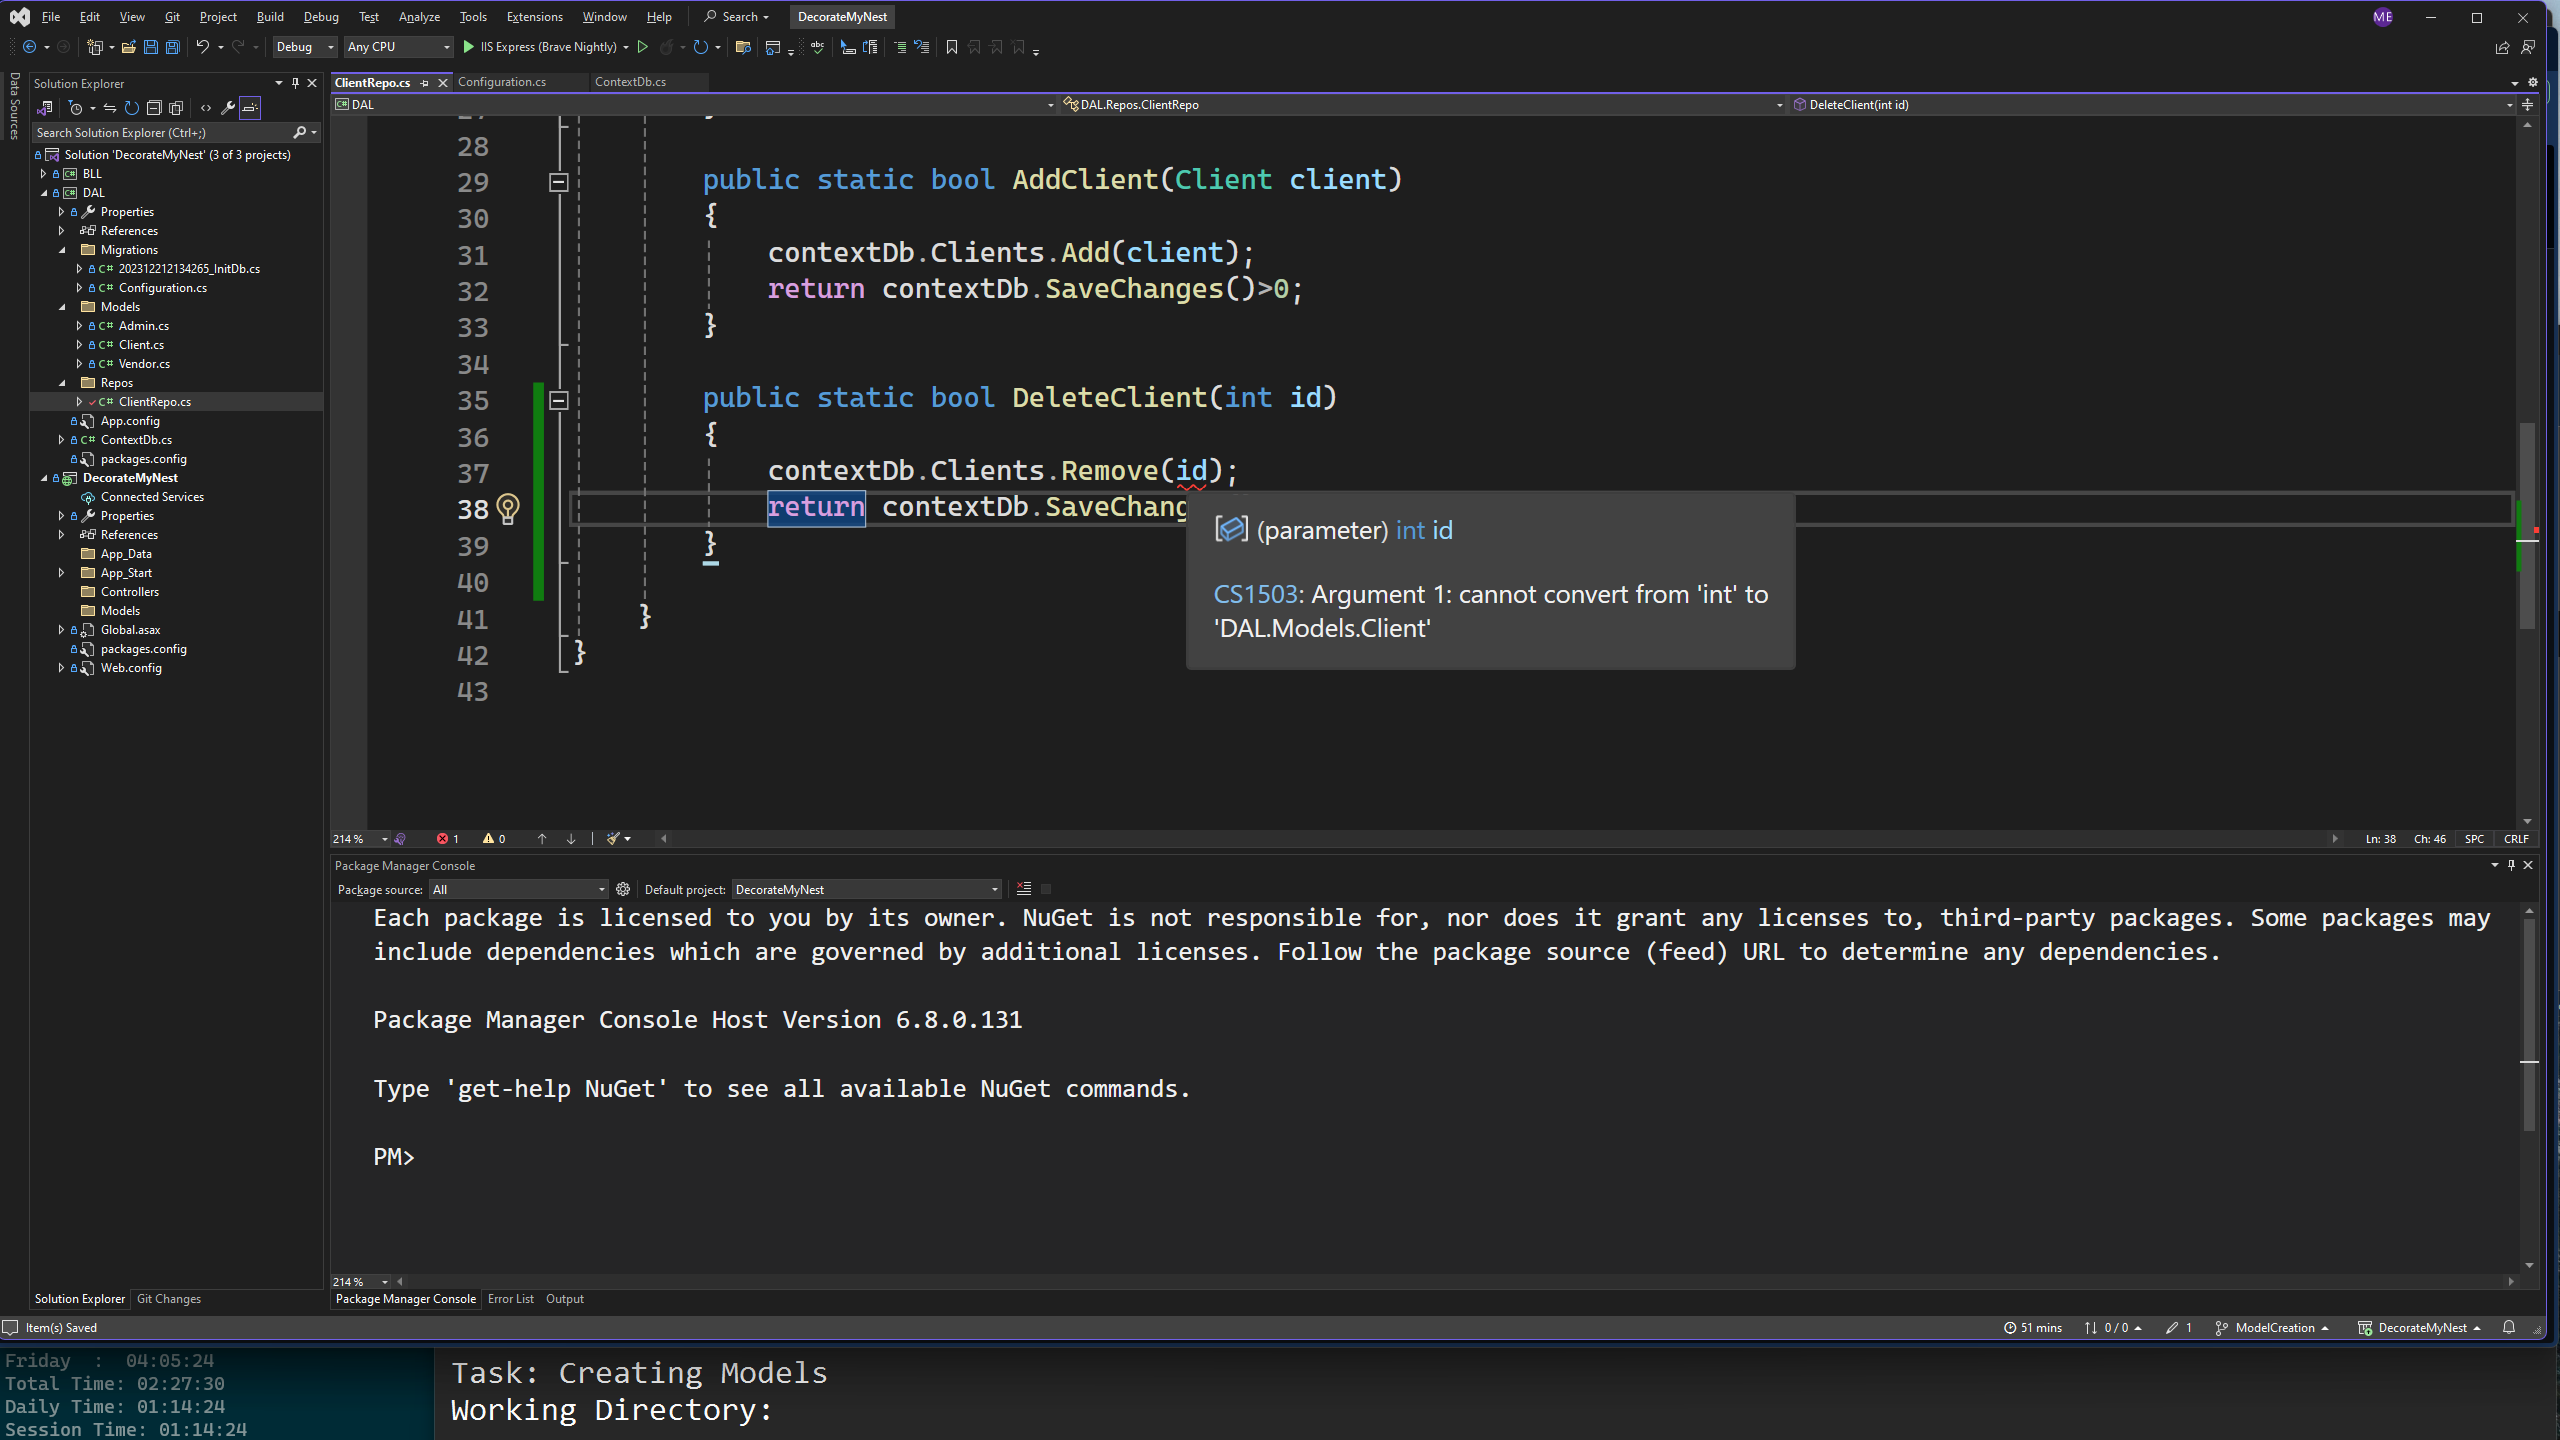 File Edit View Git Project Build Debug Test Analyze Tools Extensions Window Help Search DecorateMyNest ME
Debug Any CPU IIS Express (Brave Nightly)
Data Sources
Solution Explorer
Search Solution Explorer (Ctrl+;)
Solution 'DecorateMyNest' (3 of 3 projects)
BLL
DAL
Properties
References
Migrations
202312212134265_InitDb.cs
Configuration.cs
Models
Admin.cs
Client.cs
Vendor.cs
Repos
ClientRepo.cs
App.config
ContextDb.cs
packages.config
DecorateMyNest
Connected Services
Properties
References
App_Data
App_Start
Controllers
Models
Global.asax
packages.config
Web.config
Solution Explorer Git Changes
ClientRepo.cs Configuration.cs ContextDb.cs
DAL DAL.Repos.ClientRepo DeleteClient(int id)
28
29 public static bool AddClient(Client client)
30 {
31 contextDb.Clients.Add(client);
32 return contextDb.SaveChanges()>0;
33 }
34
35 public static bool DeleteClient(int id)
36 {
37 contextDb.Clients.Remove(id);
38 return contextDb.SaveChang
39 }
40
41 }
42 }
43
(parameter) int id
CS1503: Argument 1: cannot convert from 'int' to
'DAL.Models.Client'
214 % 1 0 Ln: 38 Ch: 46 SPC CRLF
Package Manager Console
Package source: All Default project: DecorateMyNest
Each package is licensed to you by its owner. NuGet is not responsible for, nor does it grant any licenses to, third-party packages. Some packages may
include dependencies which are governed by additional licenses. Follow the package source (feed) URL to determine any dependencies.
Package Manager Console Host Version 6.8.0.131
Type 'get-help NuGet' to see all available NuGet commands.
PM>
214 %
Package Manager Console Error List Output
Item(s) Saved 51 mins 0 / 0 1 ModelCreation DecorateMyNest
Friday : 04:05:24
Total Time: 02:27:30
Daily Time: 01:14:24
Session Time: 01:14:24
Task: Creating Models
Working Directory: